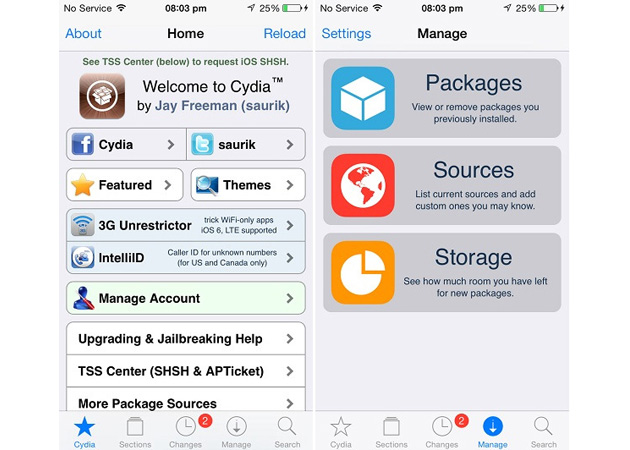 No Service 08:03 pm 25%
About Home Reload
See TSS Center (below) to request iOS SHSH.
Welcome to Cydia™
by Jay Freeman (saurik)
Cydia saurik
Featured Themes
3G Unrestrictor trick WiFi-only apps
iOS 6, LTE supported
IntelliID Caller ID for unknown numbers
(for US and Canada only)
Manage Account
Upgrading & Jailbreaking Help
TSS Center (SHSH & APTicket)
More Package Sources
2
Cydia Sections Changes Manage Search
No Service 08:03 pm 25%
Settings Manage
Packages
View or remove packages you
previously installed.
Sources
List current sources and add
custom ones you may know.
Storage
See how much room you have left
for new packages.
2
Cydia Sections Changes Manage Search